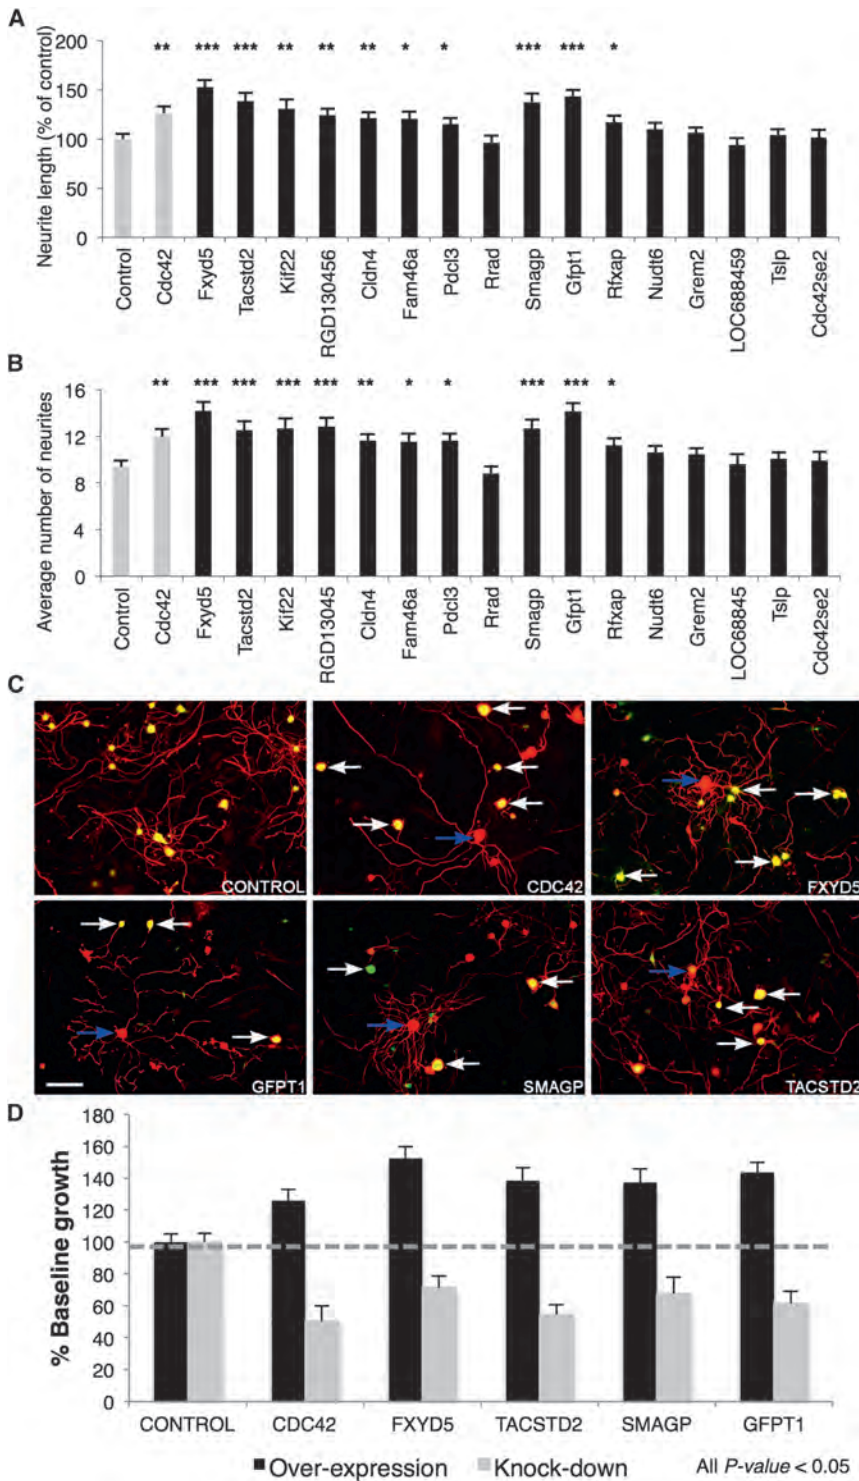 A
Neurite length (% of control)
200
150
100
50
0
** *** *** ** ** ** * * *** *** *
Control
Cdc42
Fxyd5
Tacstd2
Kif22
RGD130456
Cldn4
Fam46a
Pdcl3
Rrad
Smagp
Gfpt1
Rfxap
Nudt6
Grem2
LOC688459
Tslp
Cdc42se2
B
Average number of neurites
16
12
8
4
0
** *** *** *** *** ** * * *** *** *
Control
Cdc42
Fxyd5
Tacstd2
Kif22
RGD13045
Cldn4
Fam46a
Pdcl3
Rrad
Smagp
Gfpt1
Rfxap
Nudt6
Grem2
LOC68845
Tslp
Cdc42se2
C
CONTROL
CDC42
FXYD5
GFPT1
SMAGP
TACSTD2
D
% Baseline growth
180
160
140
120
100
80
60
40
20
0
CONTROL CDC42 FXYD5 TACSTD2 SMAGP GFPT1
Over-expression Knock-down All P-value < 0.05